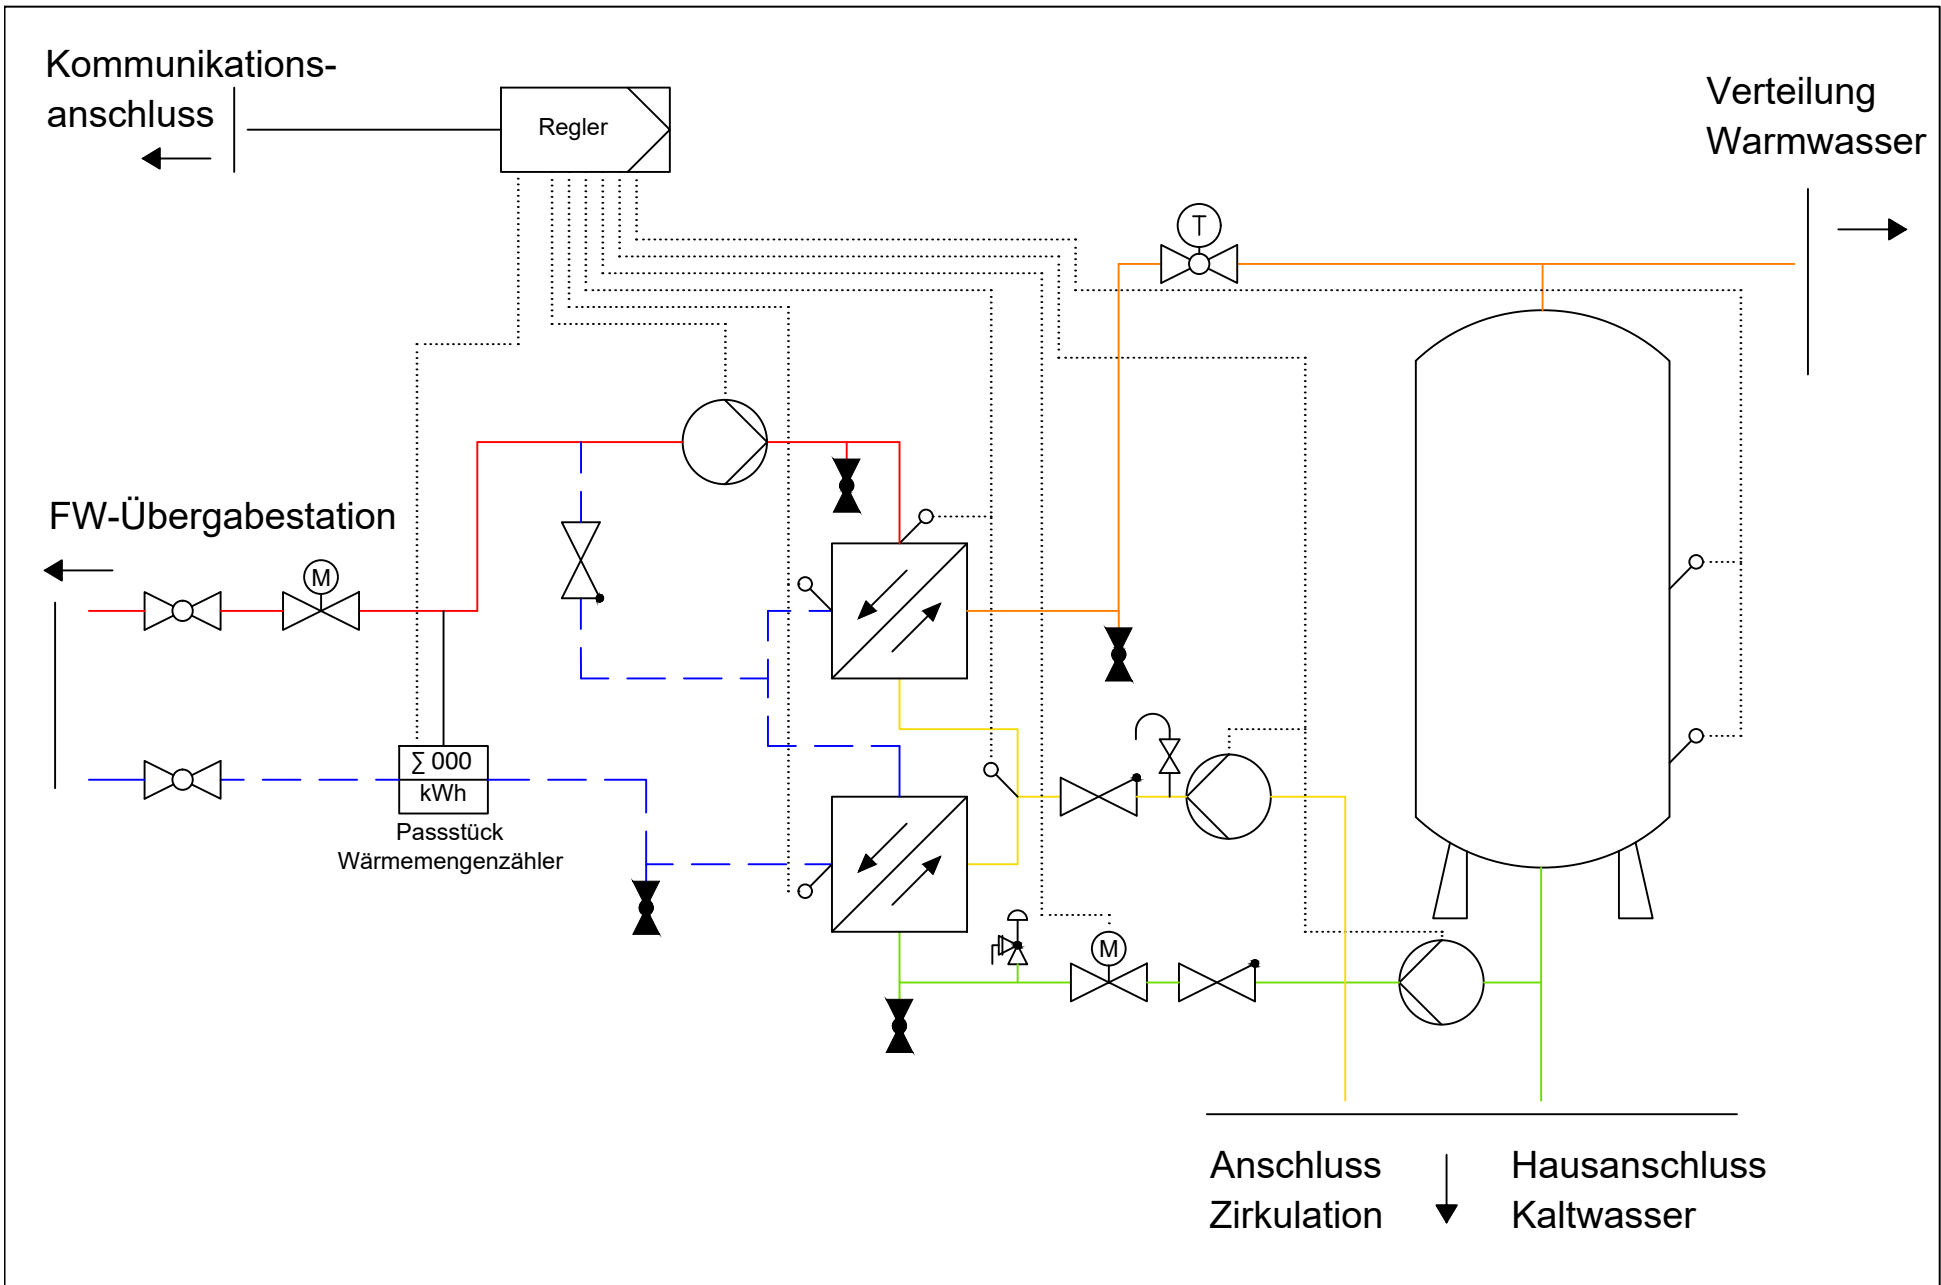 Kommunikations-
anschluss
Regler
Verteilung
Warmwasser
T
FW-Übergabestation
M
∑ 000
kWh
Passstück
Wärmemengenzähler
M
Anschluss
Zirkulation
Hausanschluss
Kaltwasser